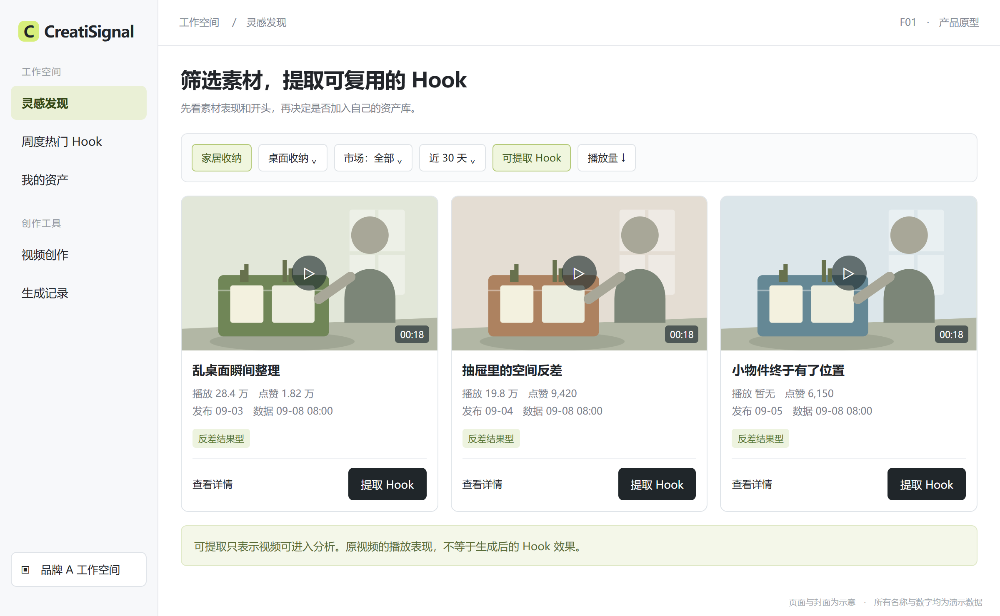 C CreatiSignal
工作空间
灵感发现
周度热门 Hook
我的资产
创作工具
视频创作
生成记录
品牌 A 工作空间
工作空间 / 灵感发现
F01 · 产品原型
筛选素材，提取可复用的 Hook
先看素材表现和开头，再决定是否加入自己的资产库。
家居收纳
桌面收纳
市场：全部
近 30 天
可提取 Hook
播放量↓
00:18
乱桌面瞬间整理
播放 28.4 万 点赞 1.82 万
发布 09-03 数据 09-08 08:00
反差结果型
查看详情
提取 Hook
00:18
抽屉里的空间反差
播放 19.8 万 点赞 9,420
发布 09-04 数据 09-08 08:00
反差结果型
查看详情
提取 Hook
00:18
小物件终于有了位置
播放 暂无 点赞 6,150
发布 09-05 数据 09-08 08:00
反差结果型
查看详情
提取 Hook
可提取只表示视频可进入分析。原视频的播放表现，不等于生成后的 Hook 效果。
页面与封面为示意 · 所有名称与数字均为演示数据